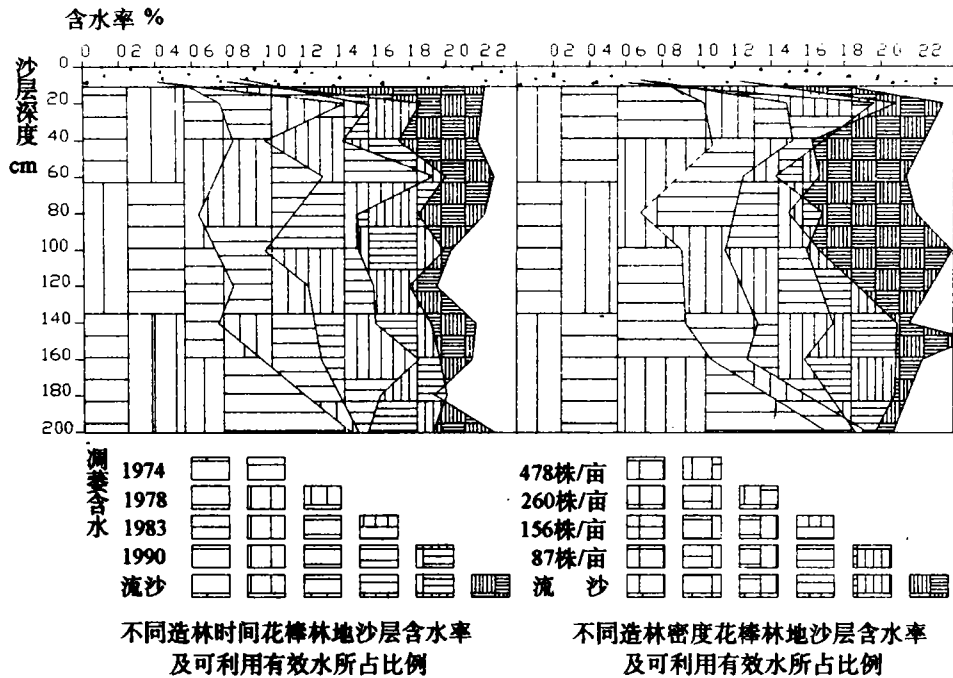 含水率 %
0 0.2 0.4 0.6 0.8 1.0 1.2 1.4 1.6 1.8 2.0 2.2 0.2 0.4 0.6 0.8 1.0 1.2 1.4 1.6 1.8 2.0 2.2
沙层深度
cm
0
20
40
60
80
100
120
140
160
180
200
凋萎含水
1974
1978
1983
1990
流沙
478株/亩
260株/亩
156株/亩
87株/亩
流 沙
不同造林时间花棒林地沙层含水率
及可利用有效水所占比例
不同造林密度花棒林地沙层含水率
及可利用有效水所占比例